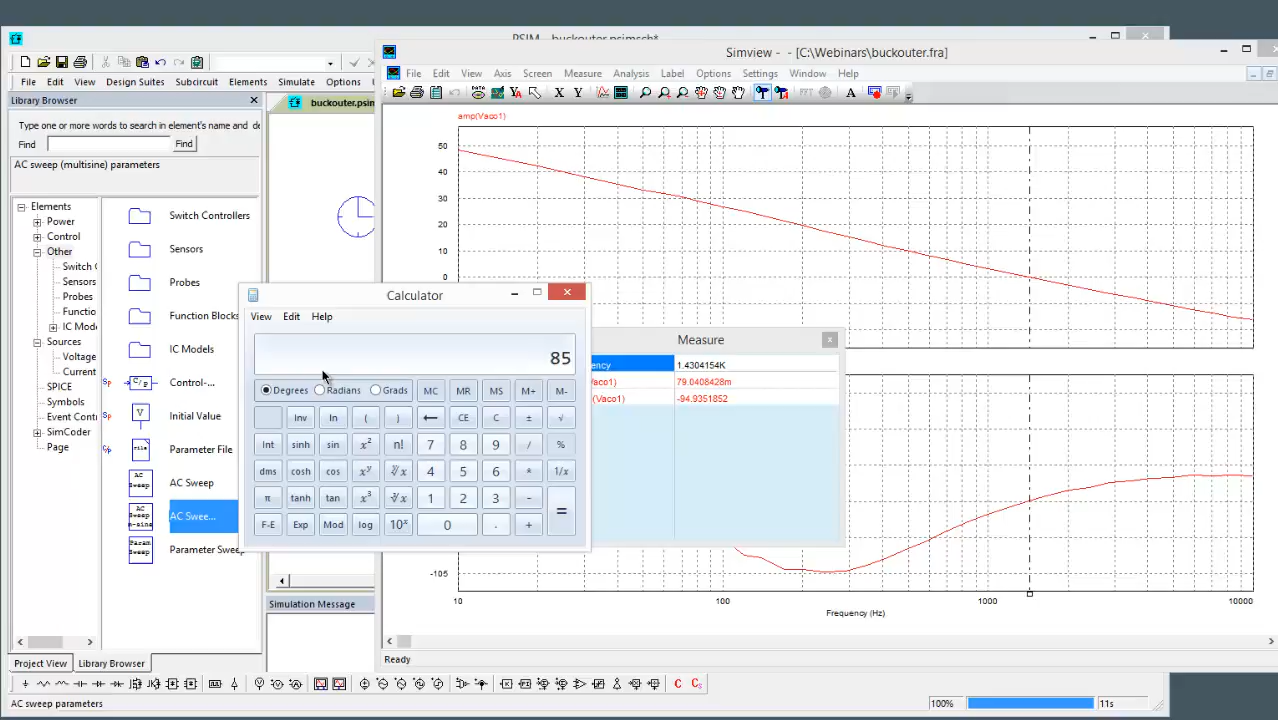 PSIM - buckouter.psimsch*
File Edit View Design Suites Subcircuit Elements Simulate Options
Library Browser
Type one or more words to search in element's name and de
Find
Find
AC sweep (multisine) parameters
Elements
Power
Control
Other
Switch C
Sensors
Probes
Functio
IC Mode
Sources
Voltage
Current
SPICE
Symbols
Event Contr
SimCoder
Page
Switch Controllers
Sensors
Probes
Function Blocks
IC Models
Control-...
Initial Value
Parameter File
AC Sweep
AC Swee...
Parameter Sweep
buckouter.psim
Simulation Message
Project View Library Browser
AC sweep parameters
100% 11s
Simview - - [C:\Webinars\buckouter.fra]
File Edit View Axis Screen Measure Analysis Label Options Settings Window Help
amp(Vaco1)
50
40
30
20
10
0
-105
10 100 1000 10000
Frequency (Hz)
Ready
Calculator
View Edit Help
85
Degrees Radians Grads MC MR MS M+ M-
Inv ln ( ) ← CE C ± √
Int sinh sin x² n! 7 8 9 / %
dms cosh cos xʸ ʸ√x 4 5 6 * 1/x
π tanh tan x³ ³√x 1 2 3 - =
F-E Exp Mod log 10ˣ 0 . +
Measure
ency 1.4304154K
Vaco1) 79.0408428m
(Vaco1) -94.9351852